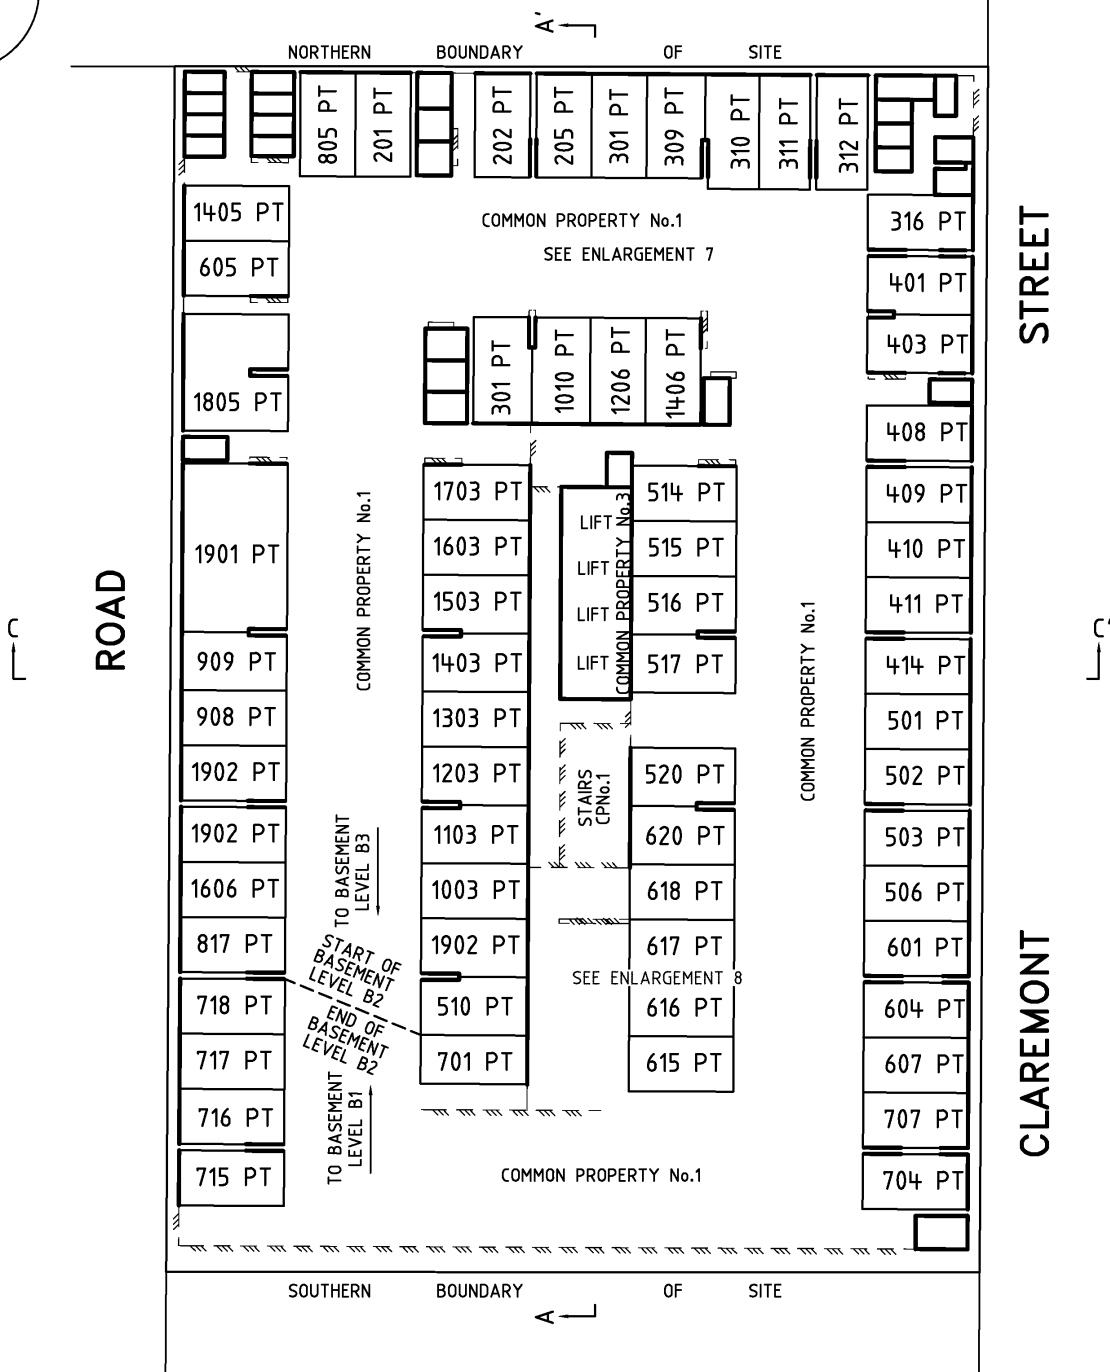 A'
NORTHERN BOUNDARY OF SITE
805 PT
201 PT
202 PT
205 PT
301 PT
309 PT
310 PT
311 PT
312 PT
1405 PT
605 PT
1805 PT
1901 PT
909 PT
908 PT
1902 PT
1902 PT
1606 PT
817 PT
718 PT
717 PT
716 PT
715 PT
COMMON PROPERTY No.1
SEE ENLARGEMENT 7
301 PT
1010 PT
1206 PT
1406 PT
COMMON PROPERTY No.1
1703 PT
1603 PT
1503 PT
1403 PT
1303 PT
1203 PT
1103 PT
1003 PT
1902 PT
510 PT
701 PT
LIFT
LIFT
LIFT
LIFT
COMMON PROPERTY No.3
STAIRS
CPNo.1
514 PT
515 PT
516 PT
517 PT
520 PT
620 PT
618 PT
617 PT
SEE ENLARGEMENT 8
616 PT
615 PT
COMMON PROPERTY No.1
316 PT
401 PT
403 PT
408 PT
409 PT
410 PT
411 PT
414 PT
501 PT
502 PT
503 PT
506 PT
601 PT
604 PT
607 PT
707 PT
704 PT
TO BASEMENT
LEVEL B3
START OF
BASEMENT
LEVEL B2
END OF
BASEMENT
LEVEL B2
TO BASEMENT
LEVEL B1
COMMON PROPERTY No.1
ROAD
C
C'
CLAREMONT STREET
SOUTHERN BOUNDARY OF SITE
A